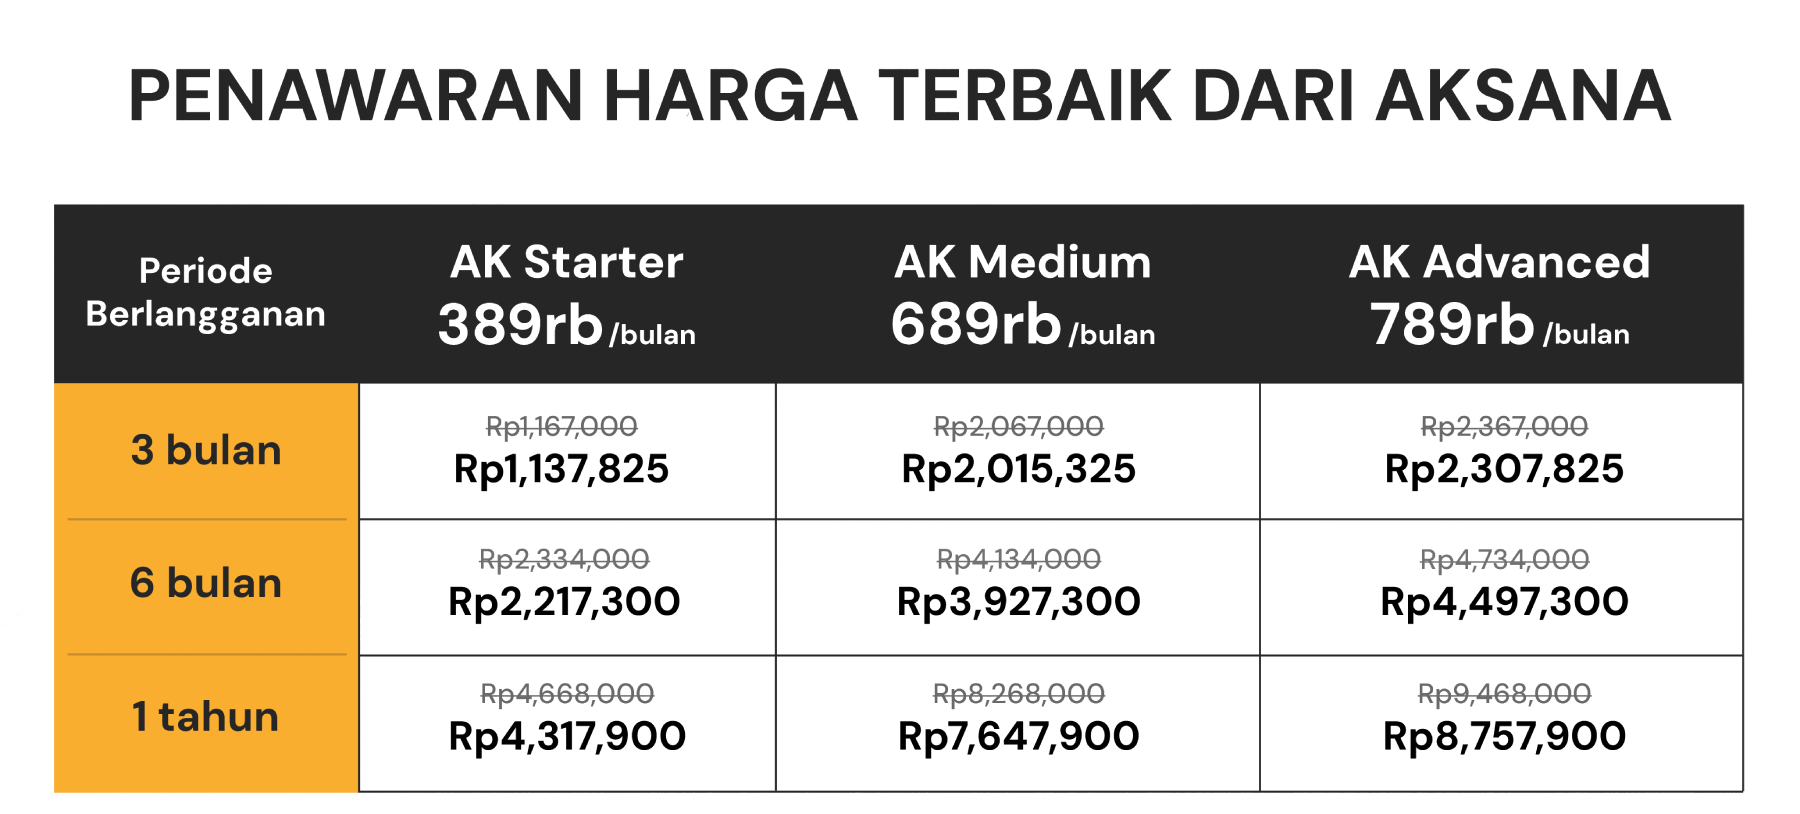 PENAWARAN HARGA TERBAIK DARI AKSANA
Periode
Berlangganan
AK Starter
389rb /bulan
AK Medium
689rb /bulan
AK Advanced
789rb /bulan
3 bulan
Rp1,167,000
Rp1,137,825
Rp2,067,000
Rp2,015,325
Rp2,367,000
Rp2,307,825
6 bulan
Rp2,334,000
Rp2,217,300
Rp4,134,000
Rp3,927,300
Rp4,734,000
Rp4,497,300
1 tahun
Rp4,668,000
Rp4,317,900
Rp8,268,000
Rp7,647,900
Rp9,468,000
Rp8,757,900